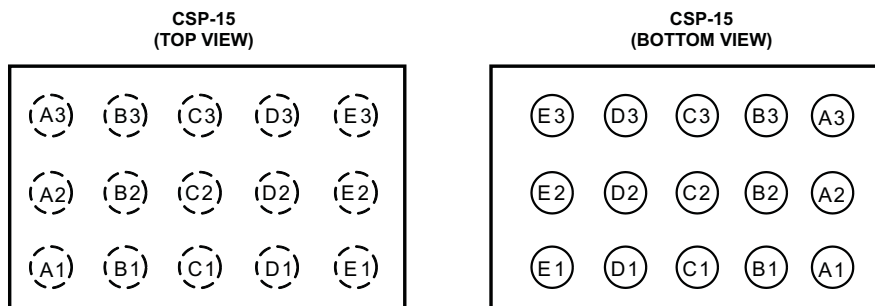 CSP-15
(TOP VIEW)
A3 B3 C3 D3 E3
A2 B2 C2 D2 E2
A1 B1 C1 D1 E1
CSP-15
(BOTTOM VIEW)
E3 D3 C3 B3 A3
E2 D2 C2 B2 A2
E1 D1 C1 B1 A1